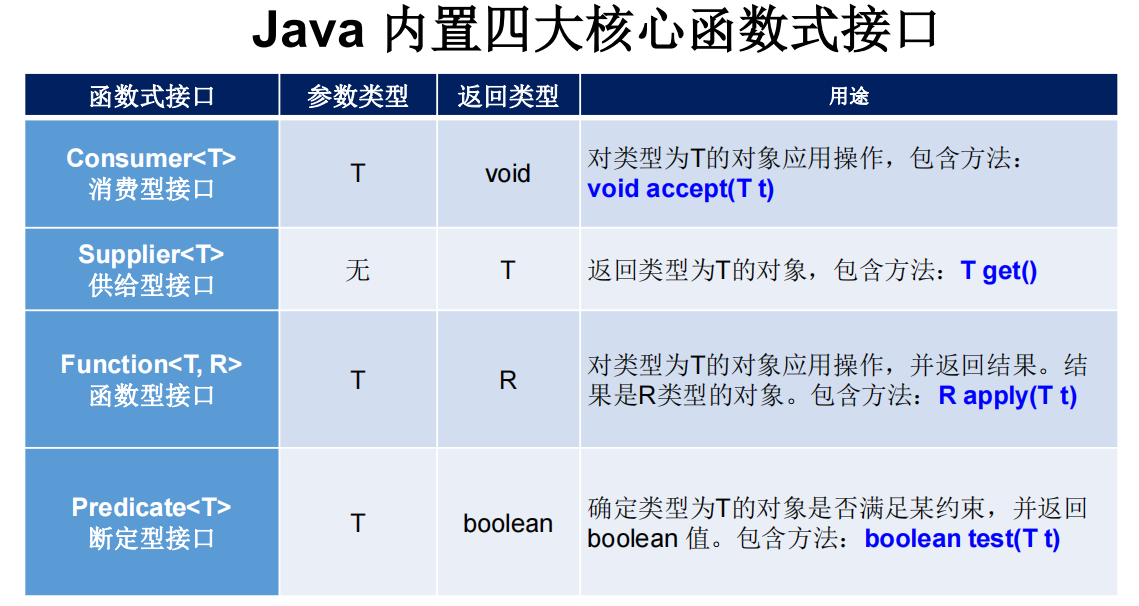 Java 内置四大核心函数式接口
函数式接口 参数类型 返回类型 用途
Consumer<T>
消费型接口
T
void
对类型为T的对象应用操作，包含方法：
void accept(T t)
Supplier<T>
供给型接口
无
T
返回类型为T的对象，包含方法：T get()
Function<T, R>
函数型接口
T
R
对类型为T的对象应用操作，并返回结果。结
果是R类型的对象。包含方法：R apply(T t)
Predicate<T>
断定型接口
T
boolean
确定类型为T的对象是否满足某约束，并返回
boolean 值。包含方法：boolean test(T t)